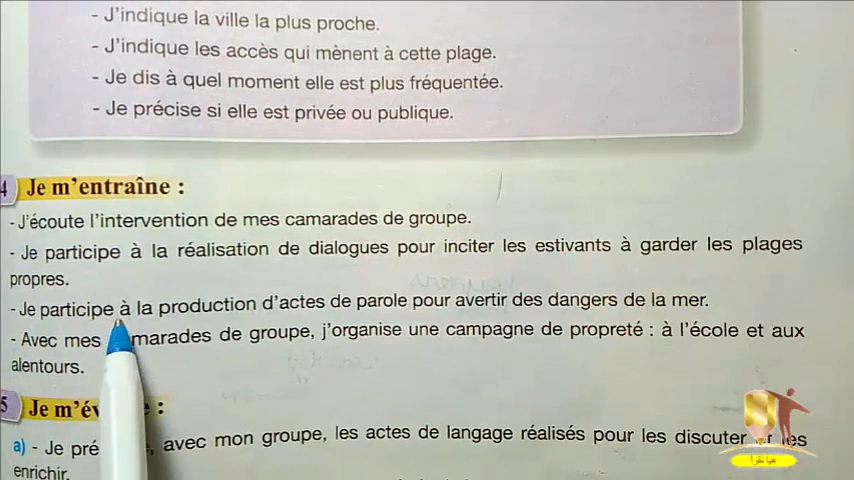 - J'indique la ville la plus proche.
- J'indique les accès qui mènent à cette plage.
- Je dis à quel moment elle est plus fréquentée.
- Je précise si elle est privée ou publique.
4 Je m'entraîne :
- J'écoute l'intervention de mes camarades de groupe.
- Je participe à la réalisation de dialogues pour inciter les estivants à garder les plages
propres.
- Je participe à la production d'actes de parole pour avertir des dangers de la mer.
- Avec mes marades de groupe, j'organise une campagne de propreté : à l'école et aux
alentours.
5 Je m'év e :
a) - Je pré , avec mon groupe, les actes de langage réalisés pour les discuter et les
enrichir.
هيا نقرأ